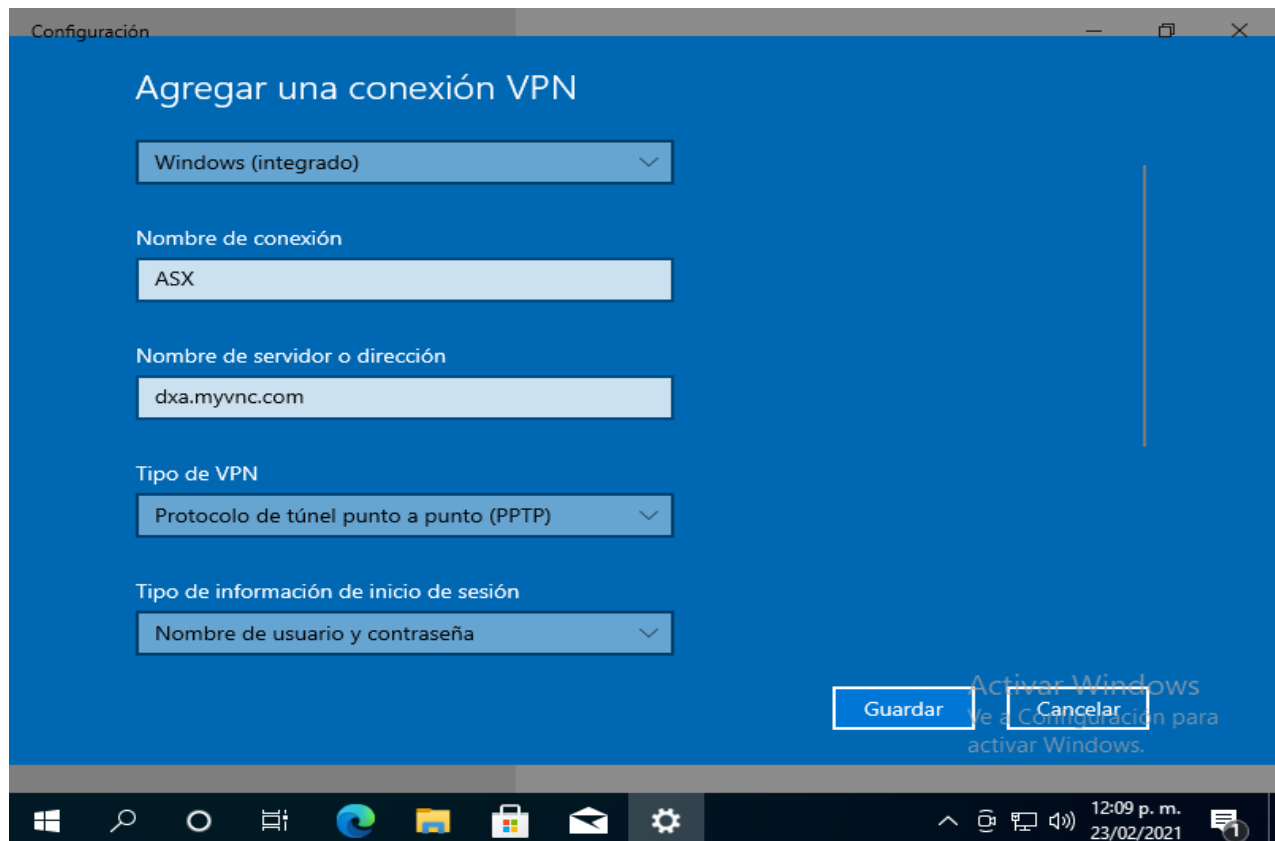 Configuración
Agregar una conexión VPN
Windows (integrado)
Nombre de conexión
ASX
Nombre de servidor o dirección
dxa.myvnc.com
Tipo de VPN
Protocolo de túnel punto a punto (PPTP)
Tipo de información de inicio de sesión
Nombre de usuario y contraseña
Guardar
Cancelar
Activar Windows
Ve a Configuración para
activar Windows.
12:09 p. m.
23/02/2021
1